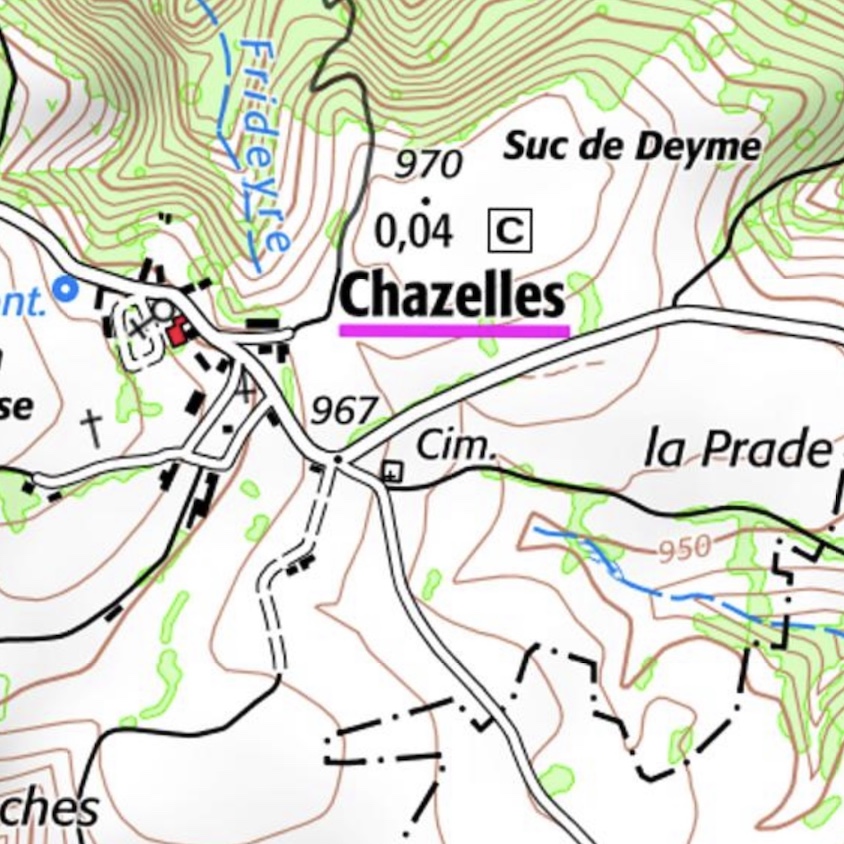 Frideyre
970
Suc de Deyme
0,04 C
Chazelles
nt.
se
967
Cim.
la Prade
950
ches